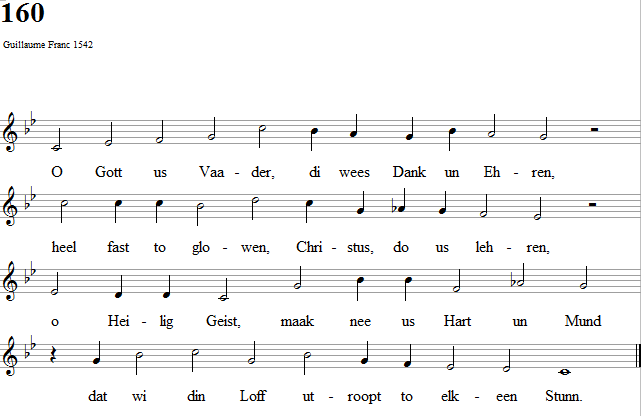 160
Guillaume Franc 1542
O Gott us Vaa - der, di wees Dank un Eh - ren,
heel fast to glo - wen, Chri - stus, do us leh - ren,
o Hei - lig Geist, maak nee us Hart un Mund
dat wi din Loff ut - roopt to elk - een Stunn.